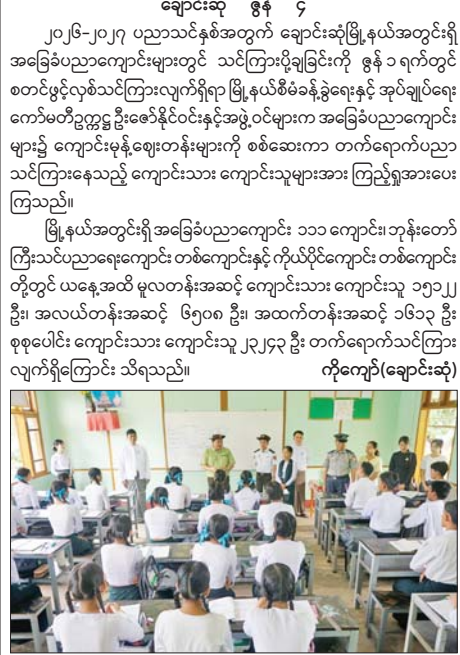 ချောင်းဆုံ ဇွန် ၄
၂၀၂၆-၂၀၂၇ ပညာသင်နှစ်အတွက် ချောင်းဆုံမြို့နယ်အတွင်းရှိ
အခြေခံပညာကျောင်းများတွင် သင်ကြားပို့ချခြင်းကို ဇွန် ၁ ရက်တွင်
စတင်ဖွင့်လှစ်သင်ကြားလျက်ရှိရာ မြို့နယ်စီမံခန့်ခွဲရေးနှင့် အုပ်ချုပ်ရေး
ကော်မတီဥက္ကဋ္ဌ ဦးဇော်နိုင်ဝင်းနှင့်အဖွဲ့ဝင်များက အခြေခံပညာကျောင်း
များ၌ ကျောင်းမုန့်ဈေးတန်းများကို စစ်ဆေးကာ တက်ရောက်ပညာ
သင်ကြားနေသည့် ကျောင်းသား ကျောင်းသူများအား ကြည့်ရှုအားပေး
ကြသည်။
မြို့နယ်အတွင်းရှိ အခြေခံပညာကျောင်း ၁၁၁ ကျောင်း၊ ဘုန်းတော်
ကြီးသင်ပညာရေးကျောင်း တစ်ကျောင်းနှင့် ကိုယ်ပိုင်ကျောင်း တစ်ကျောင်း
တို့တွင် ယနေ့အထိ မူလတန်းအဆင့် ကျောင်းသား ကျောင်းသူ ၁၅၁၂၂
ဦး၊ အလယ်တန်းအဆင့် ၆၅၀၈ ဦး၊ အထက်တန်းအဆင့် ၁၆၁၃ ဦး
စုစုပေါင်း ကျောင်းသား ကျောင်းသူ ၂၃၂၄၃ ဦး တက်ရောက်သင်ကြား
လျက်ရှိကြောင်း သိရသည်။ ကိုကျော်(ချောင်းဆုံ)